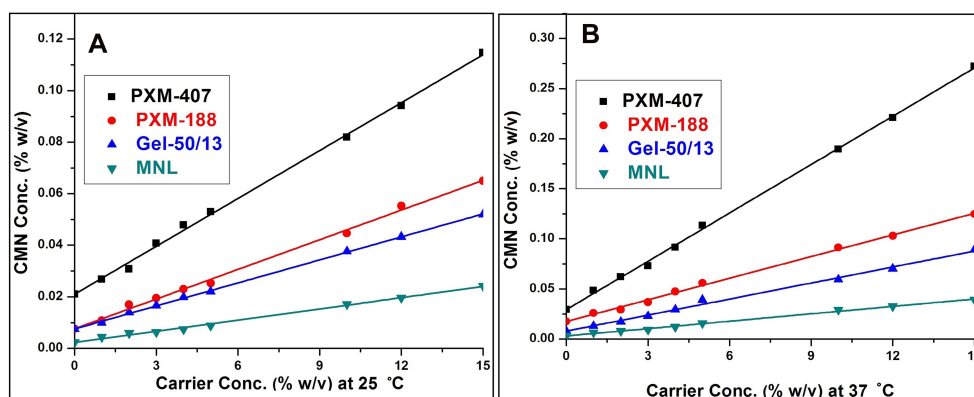 A
PXM-407
PXM-188
Gel-50/13
MNL
CMN Conc. (% w/v)
0.12
0.10
0.08
0.06
0.04
0.02
0.00
0 3 6 9 12 15
Carrier Conc. (% w/v) at 25 °C
B
PXM-407
PXM-188
Gel-50/13
MNL
CMN Conc. (% w/v)
0.30
0.25
0.20
0.15
0.10
0.05
0.00
0 3 6 9 12 15
Carrier Conc. (% w/v) at 37 °C